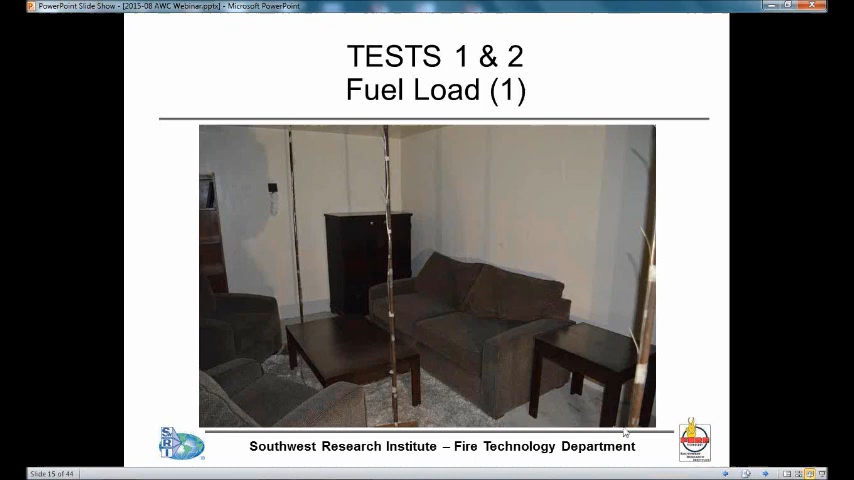 PowerPoint Slide Show - [2015-08 AWC Webinar.pptx] - Microsoft PowerPoint
TESTS 1 & 2
Fuel Load (1)
Southwest Research Institute – Fire Technology Department
Slide 15 of 44